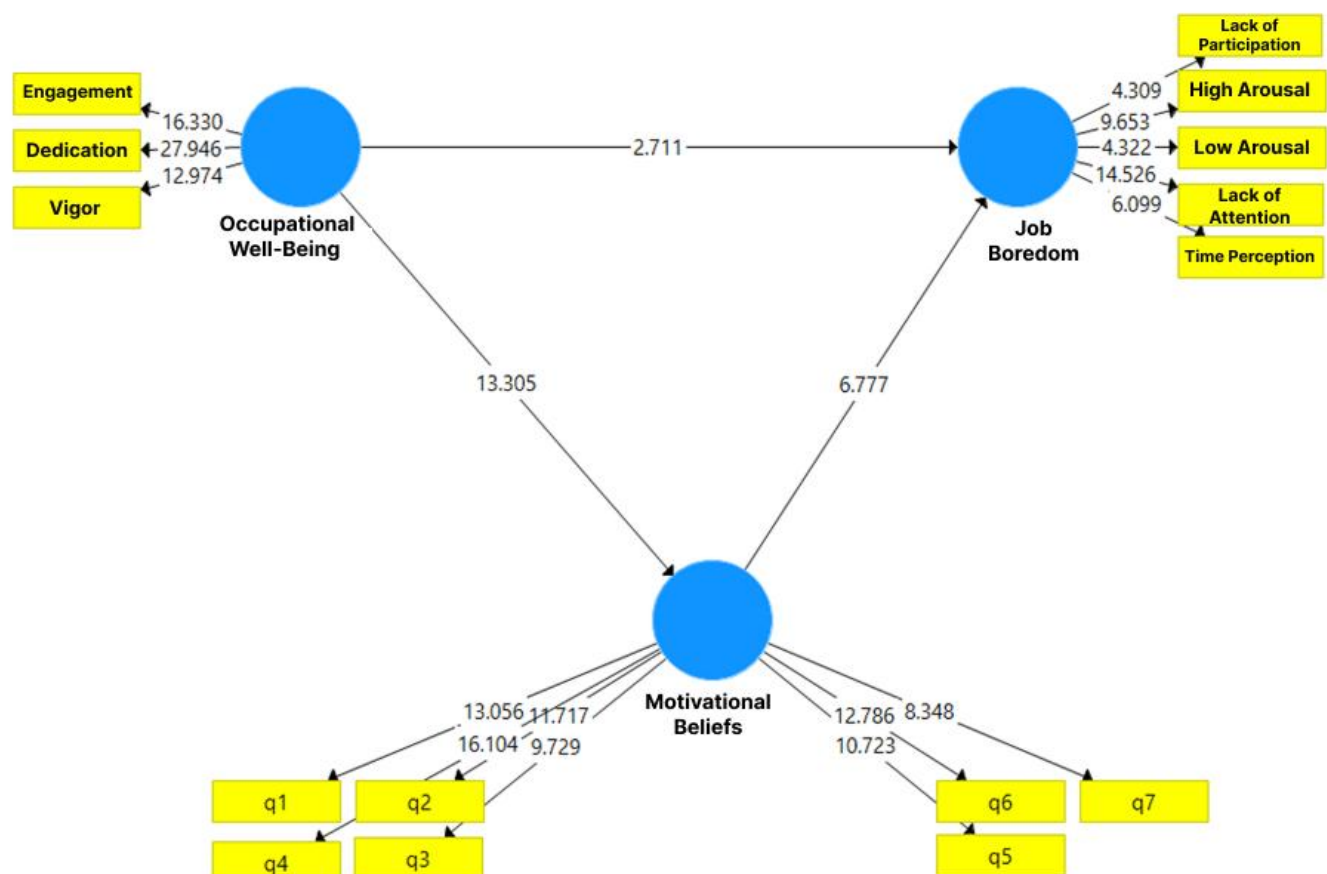 Lack of
Participation
4.309
Engagement
16.330
High Arousal
9.653
Dedication
27.946
2.711
4.322
Low Arousal
12.974
Vigor
14.526
Lack of
Attention
6.099
Occupational
Well-Being
Job
Boredom
Time Perception
13.305
6.777
Motivational
Beliefs
13.056
11.717
12.786
8.348
16.104
9.729
10.723
q1
q2
q6
q7
q4
q3
q5